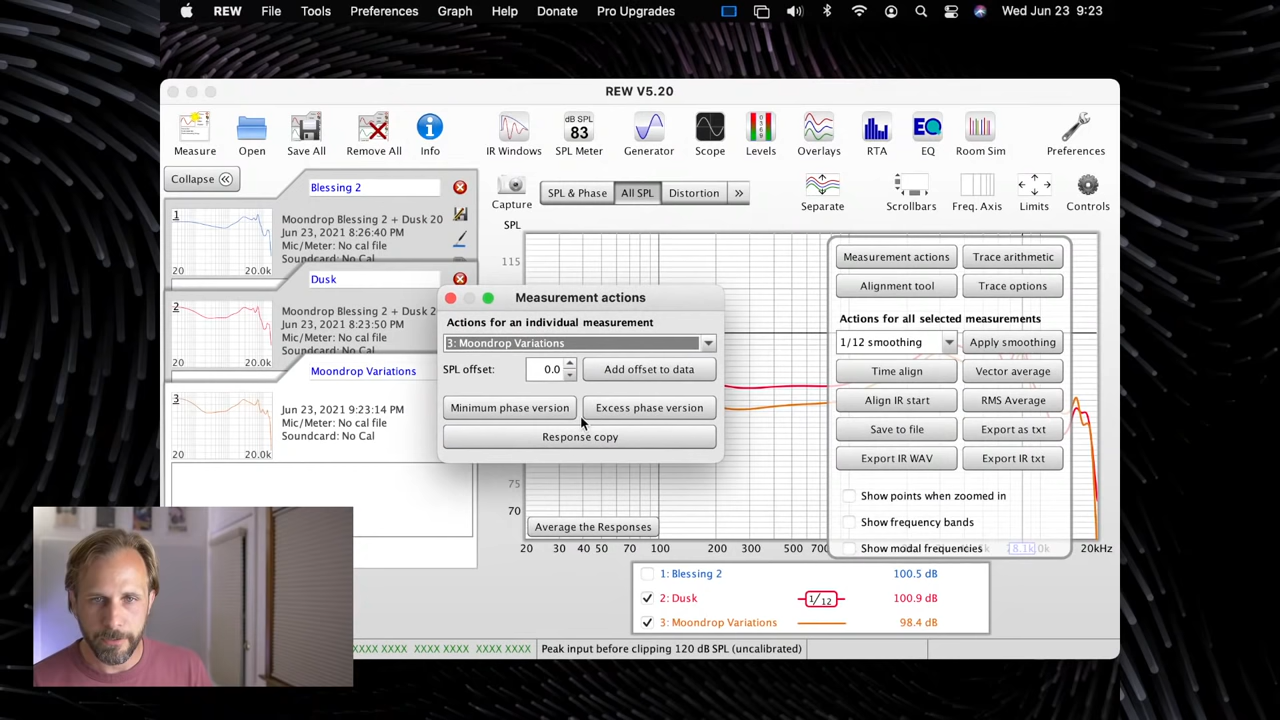 REW File Tools Preferences Graph Help Donate Pro Upgrades Wed Jun 23 9:23
REW V5.20
Measure Open Save All Remove All Info IR Windows SPL Meter Generator Scope Levels Overlays RTA EQ Room Sim Preferences
dB SPL
83
EQ
Collapse
Capture
SPL & Phase All SPL Distortion »
Separate Scrollbars Freq. Axis Limits Controls
Blessing 2
1
Moondrop Blessing 2 + Dusk 20
Jun 23, 2021 8:26:40 PM
Mic/Meter: No cal file
Soundcard: No Cal
20 20.0k
Dusk
2
Moondrop Blessing 2 + Dusk 2
Jun 23, 2021 8:23:50 PM
Mic/Meter: No cal file
Soundcard: No Cal
20 20.0k
Moondrop Variations
3
Jun 23, 2021 9:23:14 PM
Mic/Meter: No cal file
Soundcard: No Cal
20 20.0k
Measurement actions
Actions for an individual measurement
3: Moondrop Variations
SPL offset: 0.0 Add offset to data
Minimum phase version Excess phase version
Response copy
SPL
115
75
70
Average the Responses
20 30 40 50 70 100 200 300 500 700 20kHz
Measurement actions Trace arithmetic
Alignment tool Trace options
Actions for all selected measurements
1/12 smoothing Apply smoothing
Time align Vector average
Align IR start RMS Average
Save to file Export as txt
Export IR WAV Export IR txt
Show points when zoomed in
Show frequency bands
Show modal frequencies
1: Blessing 2 100.5 dB
2: Dusk 1/12 100.9 dB
3: Moondrop Variations 98.4 dB
XXXX XXXX XXXX XXXX XXXX XXXX Peak input before clipping 120 dB SPL (uncalibrated)